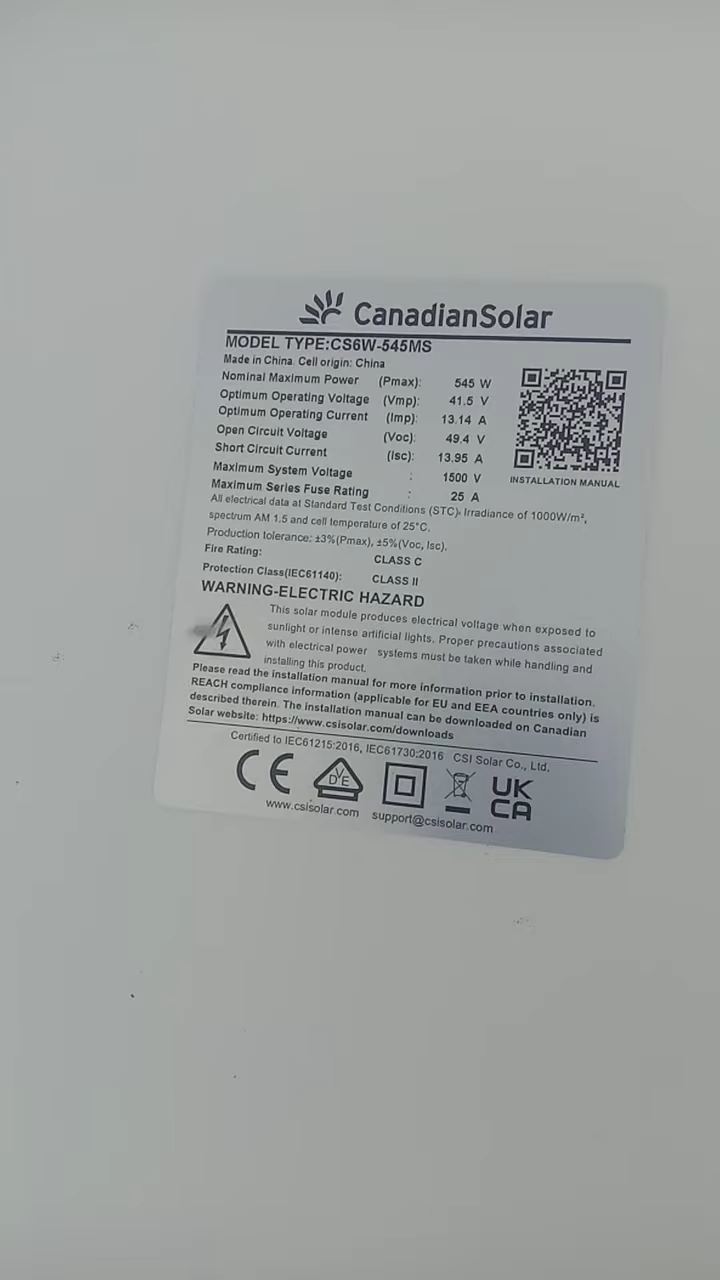 CanadianSolar
MODEL TYPE:CS6W-545MS
Made in China. Cell origin: China
Nominal Maximum Power (Pmax): 545 W
Optimum Operating Voltage (Vmp): 41.5 V
Optimum Operating Current (Imp): 13.14 A
Open Circuit Voltage (Voc): 49.4 V
Short Circuit Current (Isc): 13.95 A
Maximum System Voltage : 1500 V
Maximum Series Fuse Rating : 25 A
INSTALLATION MANUAL
All electrical data at Standard Test Conditions (STC): Irradiance of 1000W/m²,
spectrum AM 1.5 and cell temperature of 25°C.
Production tolerance: ±3%(Pmax), ±5%(Voc, Isc).
Fire Rating: CLASS C
Protection Class(IEC61140): CLASS II
WARNING-ELECTRIC HAZARD
This solar module produces electrical voltage when exposed to
sunlight or intense artificial lights. Proper precautions associated
with electrical power systems must be taken while handling and
installing this product.
Please read the installation manual for more information prior to installation.
REACH compliance information (applicable for EU and EEA countries only) is
described therein. The installation manual can be downloaded on Canadian
Solar website: https://www.csisolar.com/downloads
Certified to IEC61215:2016, IEC61730:2016 CSI Solar Co., Ltd.
CE DVE UK
CA
www.csisolar.com support@csisolar.com